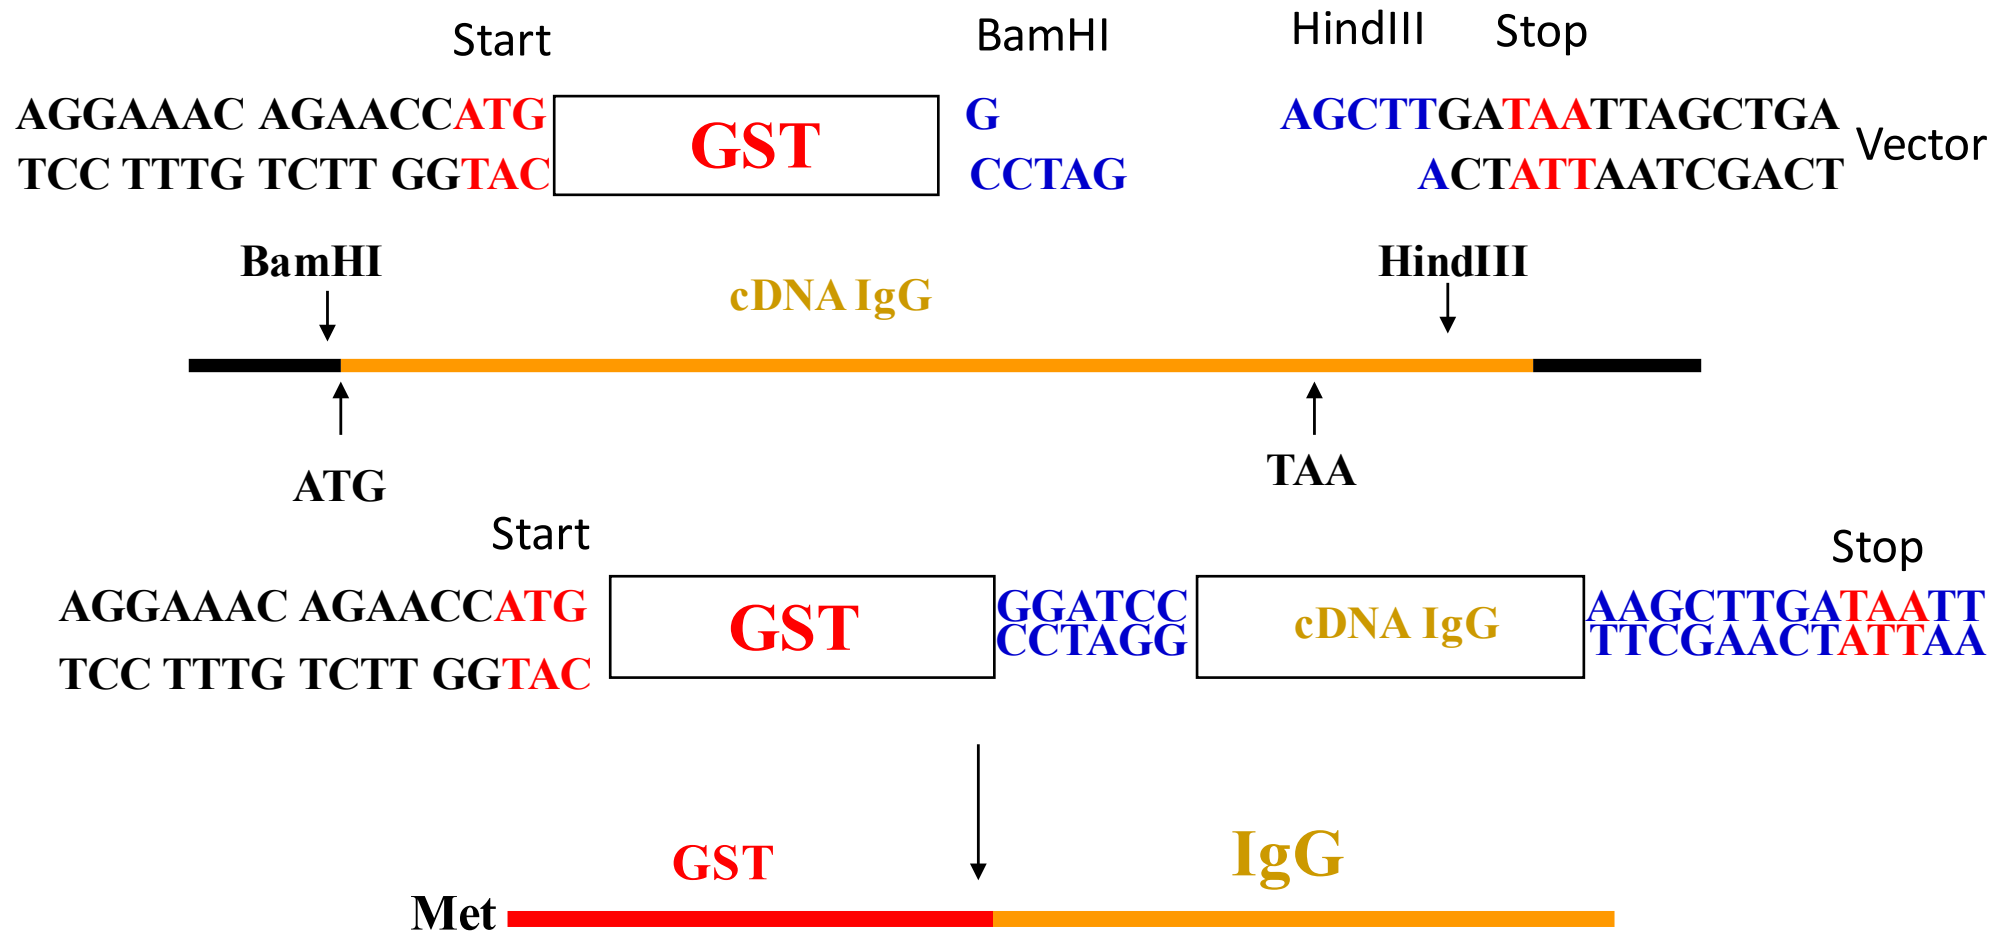 Start BamHI HindIII Stop
AGGAAAC AGAACCATG GST G AGCTTGATAATTAGCTGA
TCC TTTG TCTT GGTAC CCTAG ACTATTAATCGACT Vector
BamHI HindIII
cDNA IgG
ATG TAA
Start Stop
AGGAAAC AGAACCATG GST GGATCC cDNA IgG AAGCTTGATAATT
TCC TTTG TCTT GGTAC CCTAGG TTCGAACTATTAA
GST IgG
Met